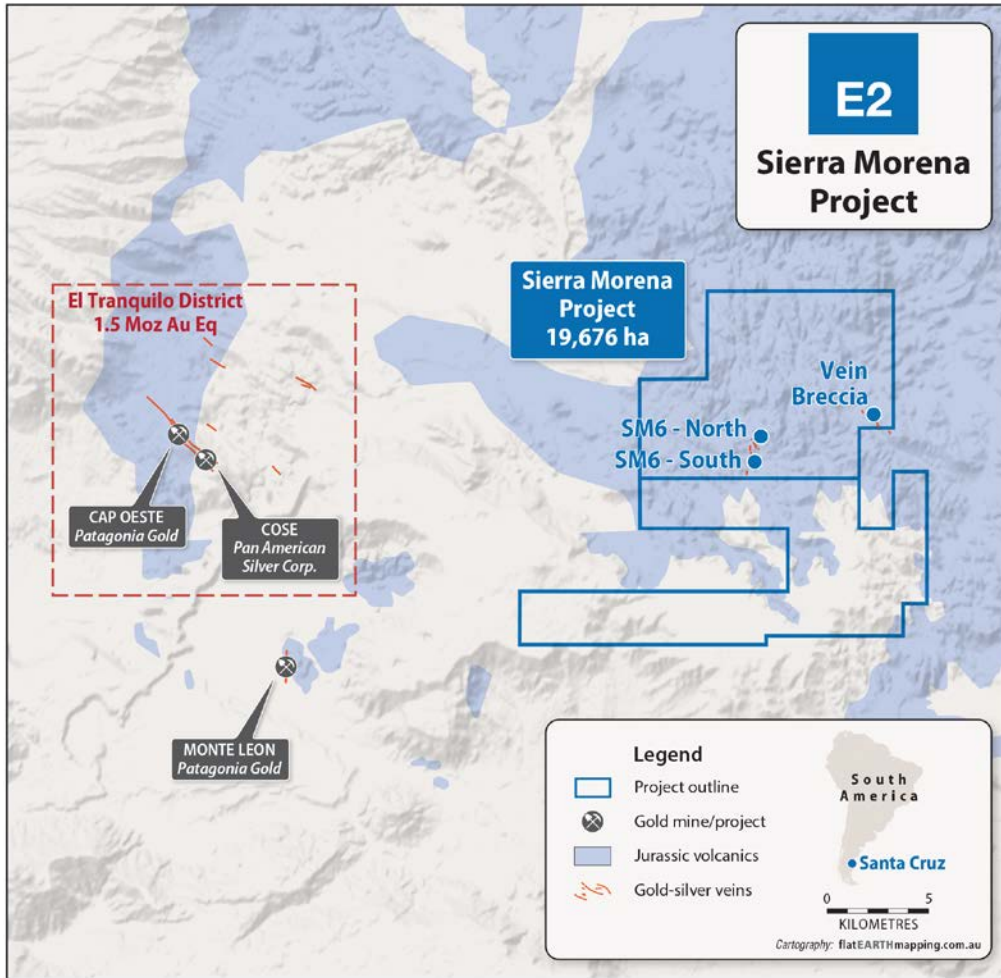 E2
Sierra Morena
Project
El Tranquilo District
1.5 Moz Au Eq
Sierra Morena
Project
19,676 ha
Vein
Breccia
SM6 - North
SM6 - South
CAP OESTE
Patagonia Gold
COSE
Pan American
Silver Corp.
MONTE LEON
Patagonia Gold
Legend
Project outline
Gold mine/project
Jurassic volcanics
Gold-silver veins
South
America
Santa Cruz
0 5
KILOMETRES
Cartography: flatEARTHmapping.com.au